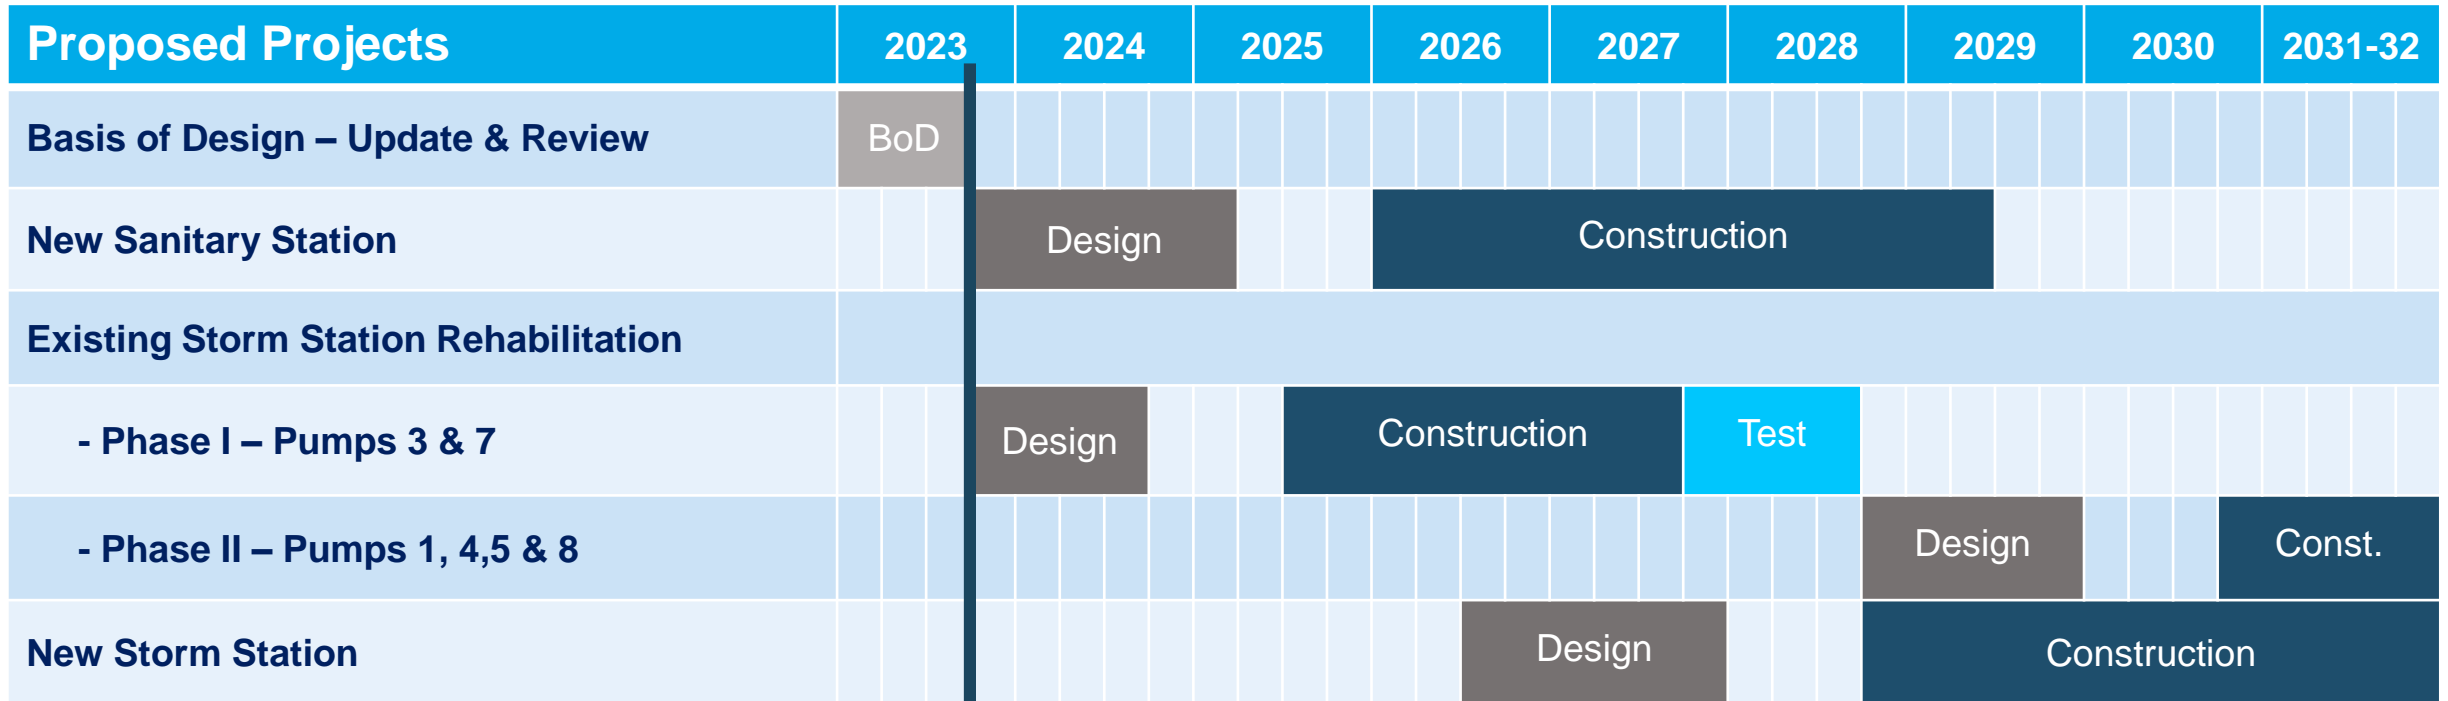 Proposed Projects 2023 2024 2025 2026 2027 2028 2029 2030 2031-32
Basis of Design – Update & Review BoD
New Sanitary Station Design Construction
Existing Storm Station Rehabilitation
- Phase I – Pumps 3 & 7 Design Construction Test
- Phase II – Pumps 1, 4,5 & 8 Design Const.
New Storm Station Design Construction